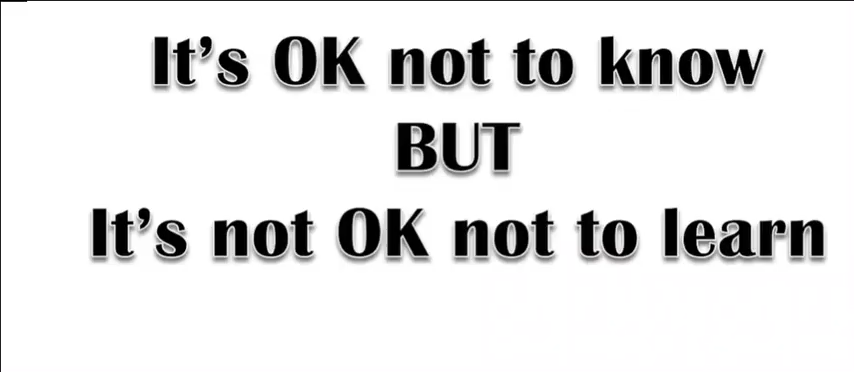 It’s OK not to know
BUT
It’s not OK not to learn